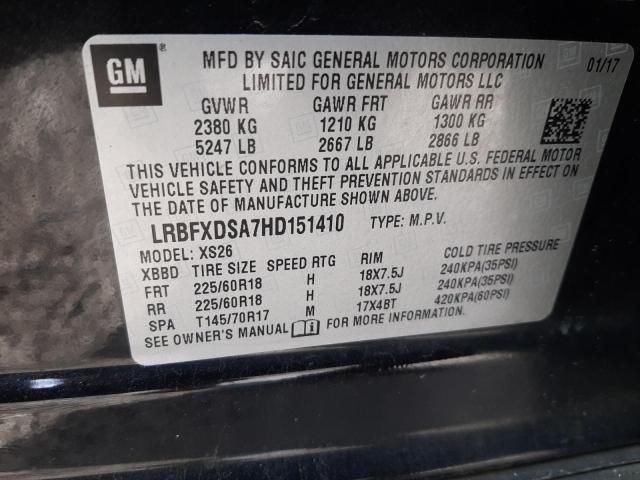 GM
MFD BY SAIC GENERAL MOTORS CORPORATION 01/17
LIMITED FOR GENERAL MOTORS LLC
GVWR GAWR FRT GAWR RR
2380 KG 1210 KG 1300 KG
5247 LB 2667 LB 2866 LB
THIS VEHICLE CONFORMS TO ALL APPLICABLE U.S. FEDERAL MOTOR
VEHICLE SAFETY AND THEFT PREVENTION STANDARDS IN EFFECT ON
THE DATE OF MANUFACTURE SHOWN ABOVE.
LRBFXDSA7HD151410 TYPE: M.P.V.
MODEL: XS26
XBBD TIRE SIZE SPEED RTG RIM COLD TIRE PRESSURE
FRT 225/60R18 H 18X7.5J 240KPA(35PSI)
RR 225/60R18 H 18X7.5J 240KPA(35PSI)
SPA T145/70R17 M 17X4BT 420KPA(60PSI)
SEE OWNER'S MANUAL i FOR MORE INFORMATION.